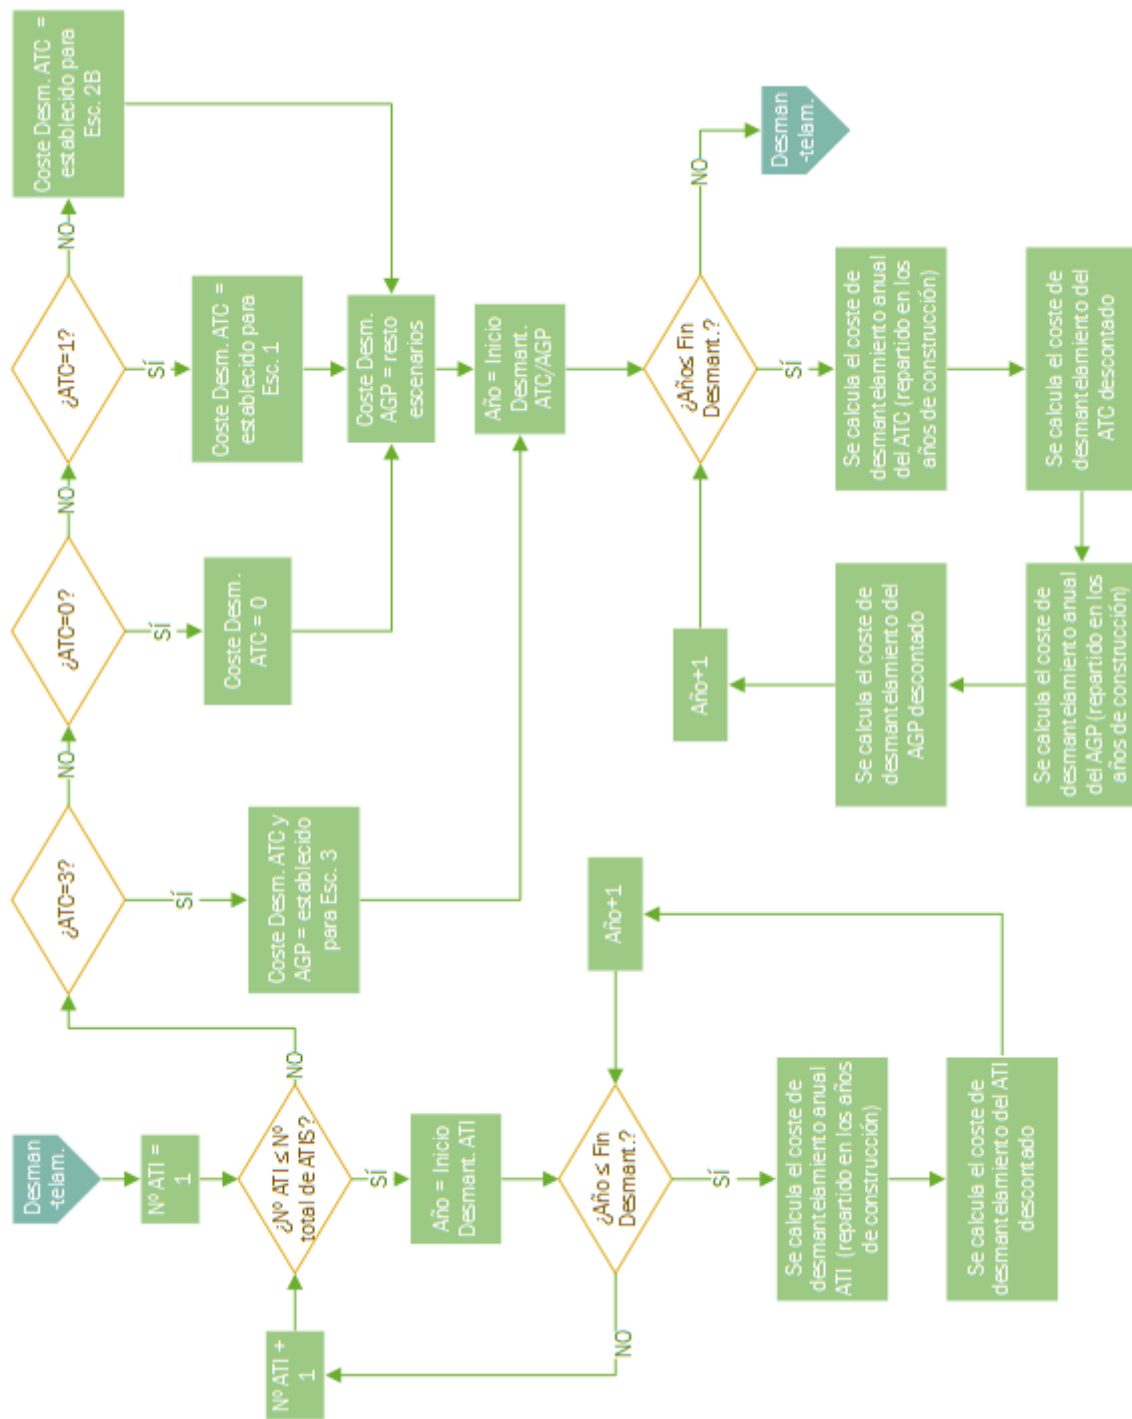 Desman
-telam.
Nº ATI =
1
¿Nº ATI ≤ Nº
total de ATIS?
NO
SÍ
Nº ATI +
1
Año = Inicio
Desmant. ATI
¿Año ≤ Fin
Desmant.?
NO
SÍ
Se calcula el coste de
desmantelamiento anual
ATI (repartido en los años
de construcción)
Se calcula el coste de
desmantelamiento del ATI
descontado
Año+1
¿ATC=3?
NO
SÍ
Coste Desm. ATC y
AGP = establecido
para Esc. 3
¿ATC=0?
NO
SÍ
Coste Desm.
ATC = 0
¿ATC=1?
NO
SÍ
Coste Desm. ATC =
establecido para
Esc. 1
Coste Desm. ATC =
establecido para
Esc. 2B
Coste Desm.
AGP = resto
escenarios
Año = Inicio
Desmant.
ATC/AGP
¿Año≤ Fin
Desmant.?
NO
SÍ
Desman
-telam.
Se calcula el coste de
desmantelamiento anual
del ATC (repartido en los
años de construcción)
Se calcula el coste de
desmantelamiento del
ATC descontado
Se calcula el coste de
desmantelamiento anual
del AGP (repartido en los
años de construcción)
Se calcula el coste de
desmantelamiento del
AGP descontado
Año+1